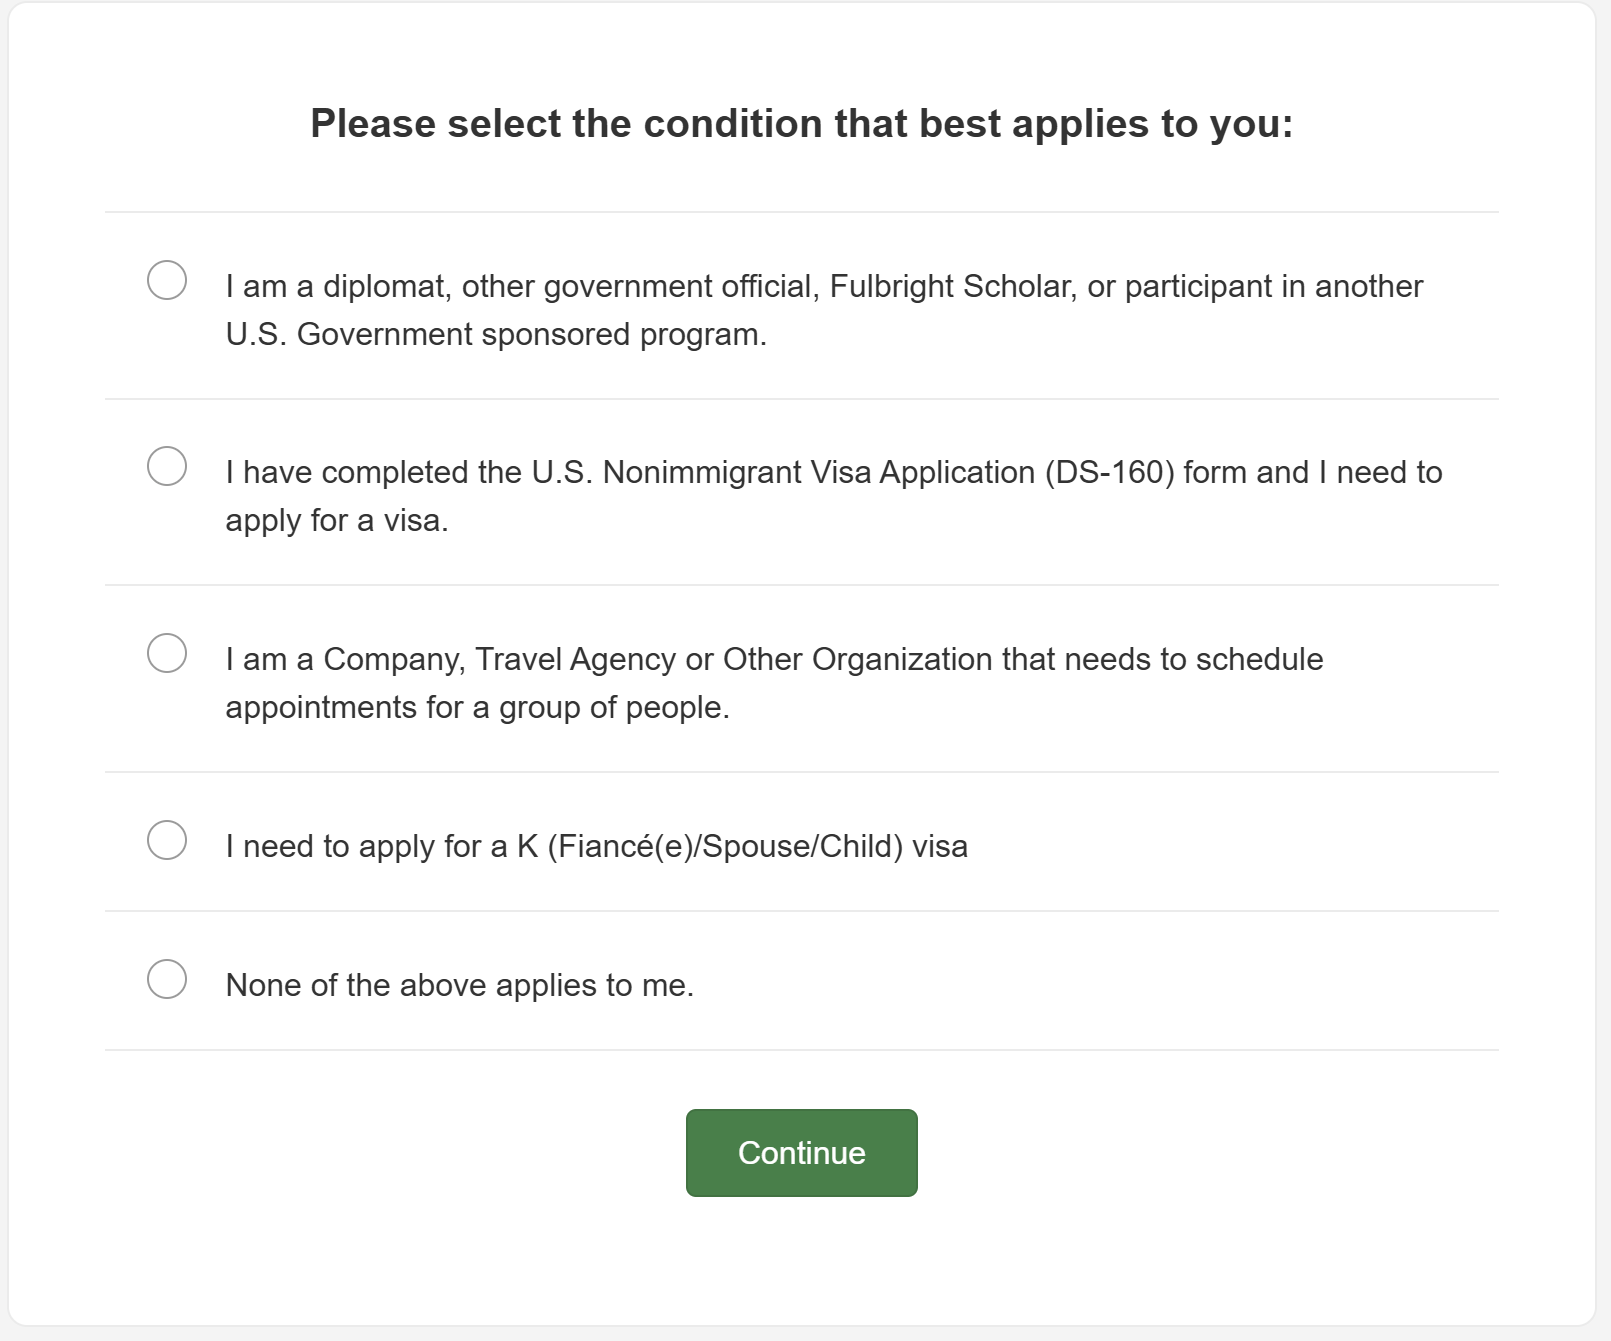 Please select the condition that best applies to you:
I am a diplomat, other government official, Fulbright Scholar, or participant in another
U.S. Government sponsored program.
I have completed the U.S. Nonimmigrant Visa Application (DS-160) form and I need to
apply for a visa.
I am a Company, Travel Agency or Other Organization that needs to schedule
appointments for a group of people.
I need to apply for a K (Fiancé(e)/Spouse/Child) visa
None of the above applies to me.
Continue